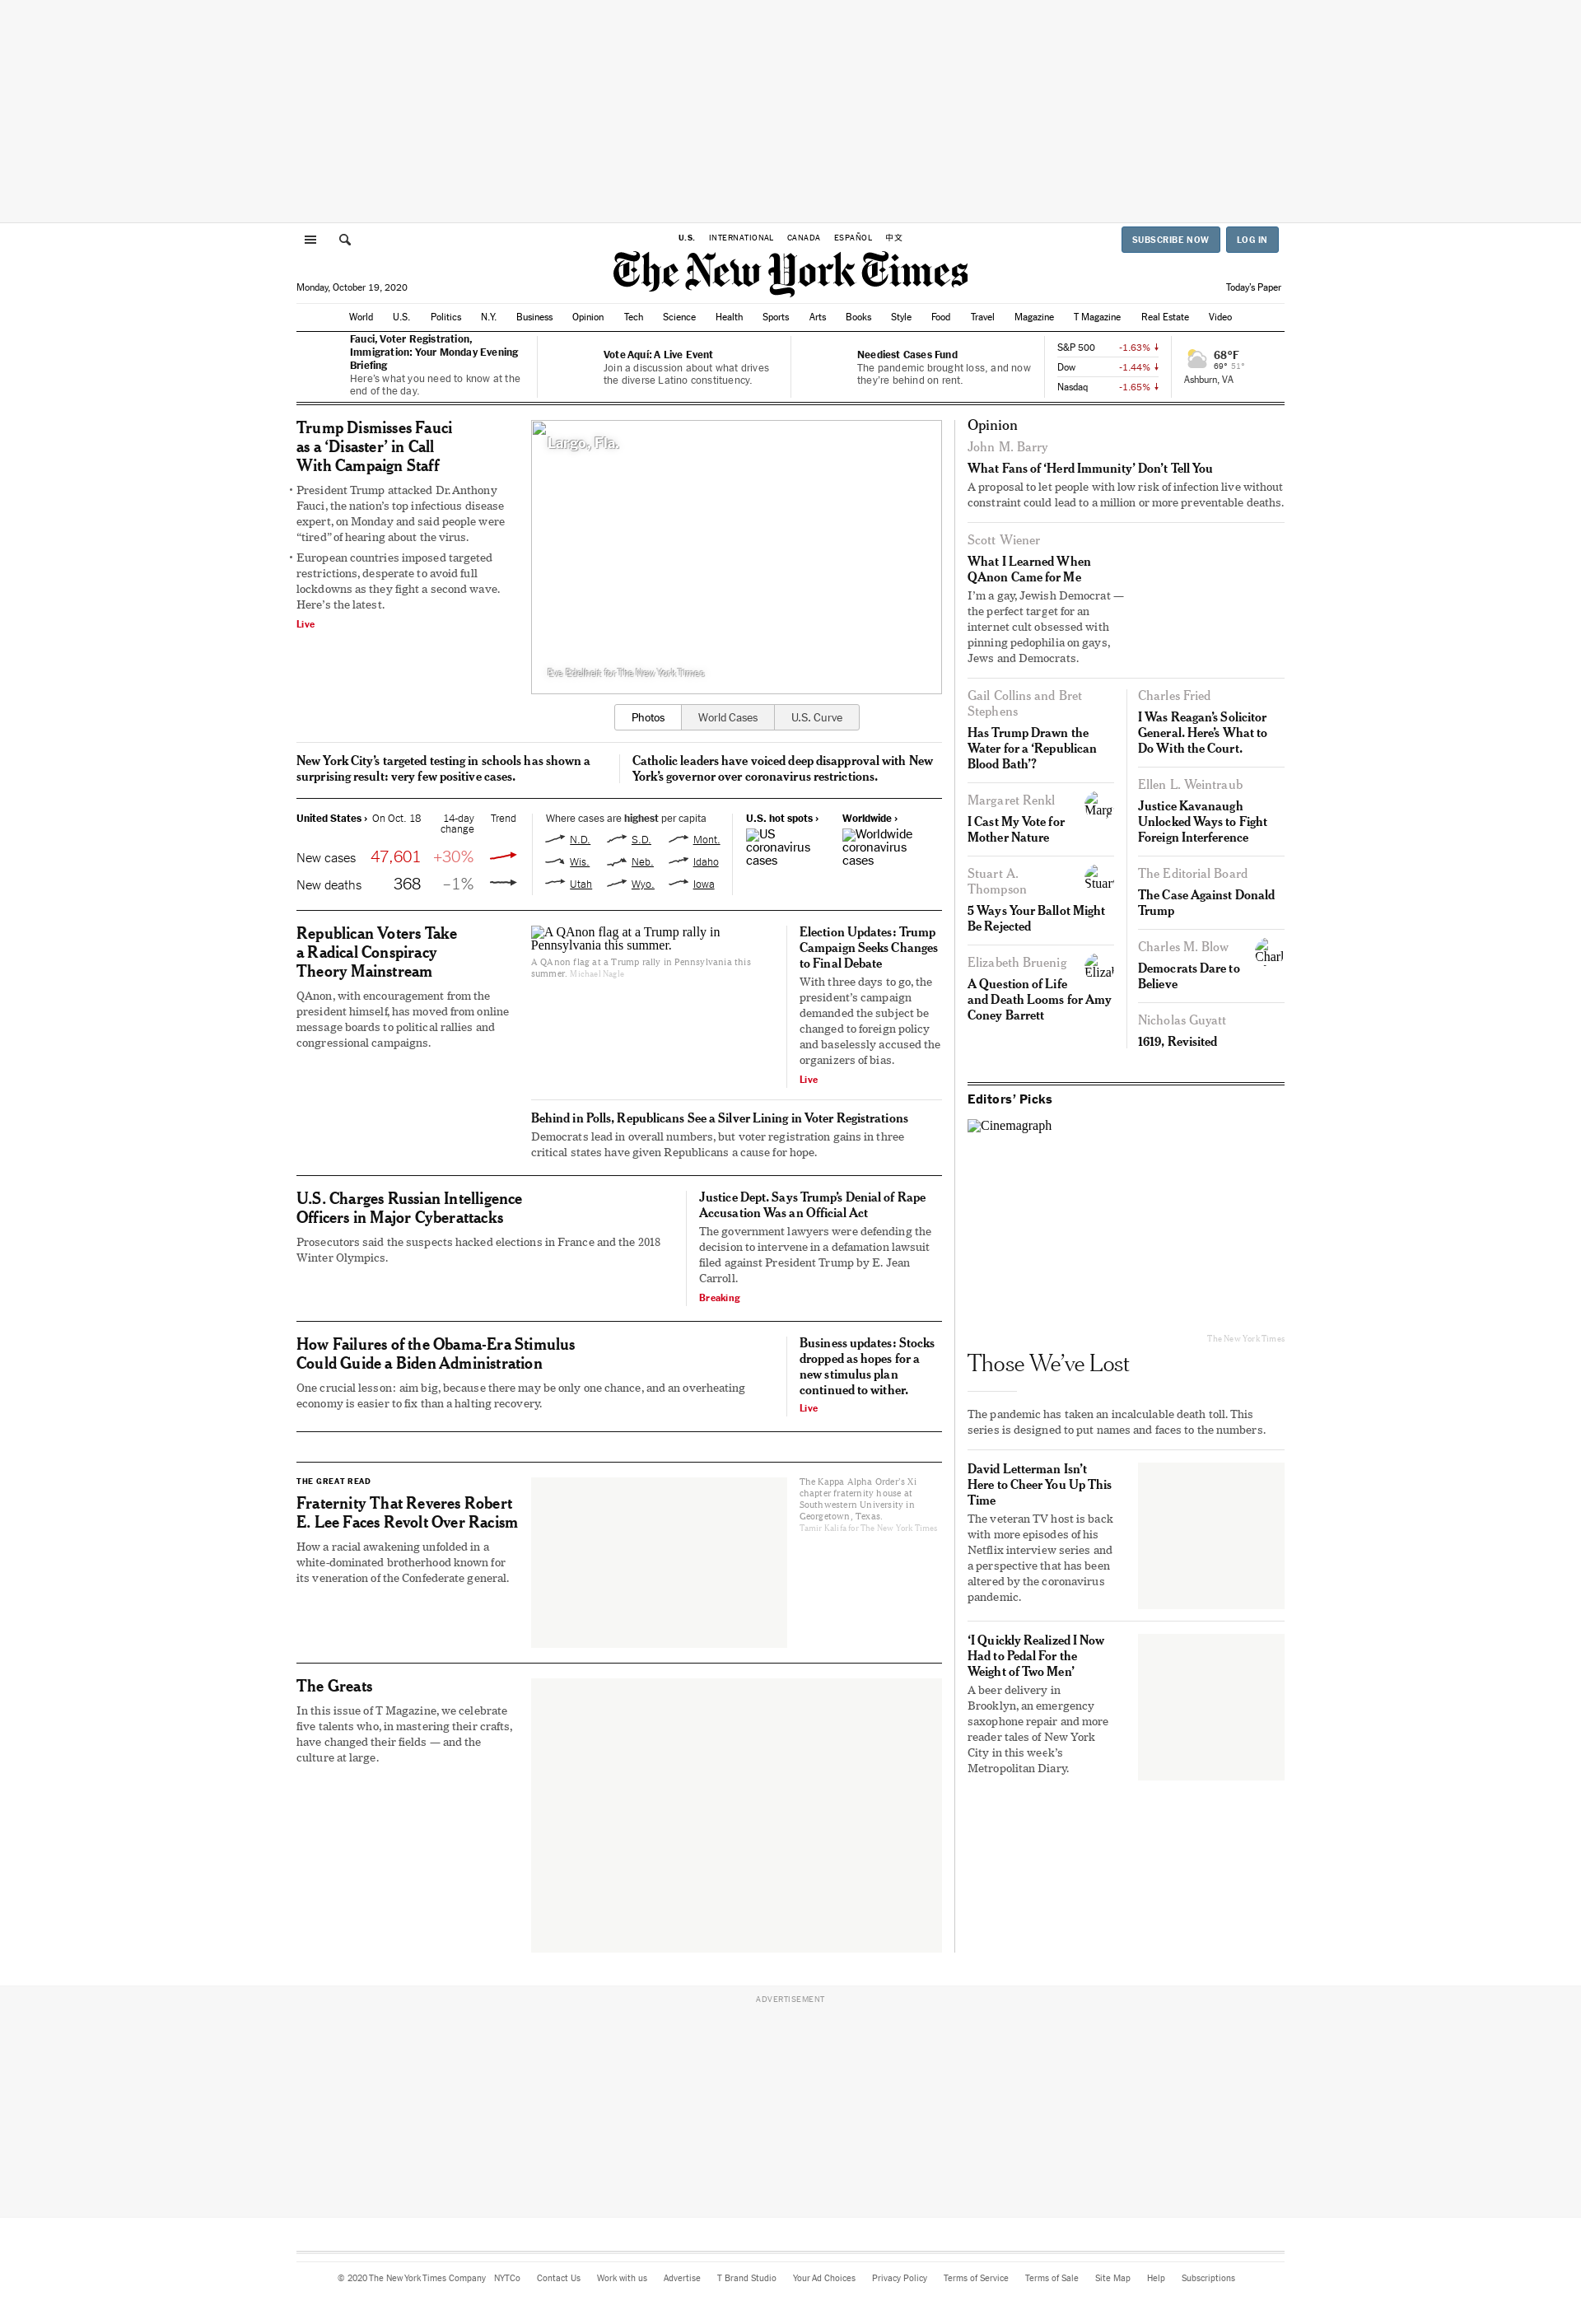 U.S. INTERNATIONAL CANADA ESPAÑOL 中文
SUBSCRIBE NOW LOG IN
The New York Times
Monday, October 19, 2020
Today's Paper
World U.S. Politics N.Y. Business Opinion Tech Science Health Sports Arts Books Style Food Travel Magazine T Magazine Real Estate Video
Fauci, Voter Registration,
Immigration: Your Monday Evening
Briefing
Here's what you need to know at the
end of the day.
Vote Aquí: A Live Event
Join a discussion about what drives
the diverse Latino constituency.
Neediest Cases Fund
The pandemic brought loss, and now
they're behind on rent.
S&P 500 -1.63%
Dow -1.44%
Nasdaq -1.65%
68°F
69° 51°
Ashburn, VA
Trump Dismisses Fauci
as a ‘Disaster’ in Call
With Campaign Staff
• President Trump attacked Dr. Anthony
Fauci, the nation’s top infectious disease
expert, on Monday and said people were
“tired” of hearing about the virus.
• European countries imposed targeted
restrictions, desperate to avoid full
lockdowns as they fight a second wave.
Here’s the latest.
Live
Largo, Fla.
Eve Edelheit for The New York Times
Photos World Cases U.S. Curve
New York City’s targeted testing in schools has shown a
surprising result: very few positive cases.
Catholic leaders have voiced deep disapproval with New
York’s governor over coronavirus restrictions.
United States › On Oct. 18 14-day
change Trend
New cases 47,601 +30%
New deaths 368 –1%
Where cases are highest per capita
N.D. S.D. Mont.
Wis. Neb. Idaho
Utah Wyo. Iowa
U.S. hot spots ›
US
coronavirus
cases
Worldwide ›
Worldwide
coronavirus
cases
Republican Voters Take
a Radical Conspiracy
Theory Mainstream
QAnon, with encouragement from the
president himself, has moved from online
message boards to political rallies and
congressional campaigns.
A QAnon flag at a Trump rally in
Pennsylvania this summer.
A QAnon flag at a Trump rally in Pennsylvania this
summer. Michael Nagle
Election Updates: Trump
Campaign Seeks Changes
to Final Debate
With three days to go, the
president’s campaign
demanded the subject be
changed to foreign policy
and baselessly accused the
organizers of bias.
Live
Behind in Polls, Republicans See a Silver Lining in Voter Registrations
Democrats lead in overall numbers, but voter registration gains in three
critical states have given Republicans a cause for hope.
U.S. Charges Russian Intelligence
Officers in Major Cyberattacks
Prosecutors said the suspects hacked elections in France and the 2018
Winter Olympics.
Justice Dept. Says Trump’s Denial of Rape
Accusation Was an Official Act
The government lawyers were defending the
decision to intervene in a defamation lawsuit
filed against President Trump by E. Jean
Carroll.
Breaking
How Failures of the Obama-Era Stimulus
Could Guide a Biden Administration
One crucial lesson: aim big, because there may be only one chance, and an overheating
economy is easier to fix than a halting recovery.
Business updates: Stocks
dropped as hopes for a
new stimulus plan
continued to wither.
Live
THE GREAT READ
Fraternity That Reveres Robert
E. Lee Faces Revolt Over Racism
How a racial awakening unfolded in a
white-dominated brotherhood known for
its veneration of the Confederate general.
The Kappa Alpha Order’s Xi
chapter fraternity house at
Southwestern University in
Georgetown, Texas.
Tamir Kalifa for The New York Times
The Greats
In this issue of T Magazine, we celebrate
five talents who, in mastering their crafts,
have changed their fields — and the
culture at large.
Opinion
John M. Barry
What Fans of ‘Herd Immunity’ Don’t Tell You
A proposal to let people with low risk of infection live without
constraint could lead to a million or more preventable deaths.
Scott Wiener
What I Learned When
QAnon Came for Me
I’m a gay, Jewish Democrat —
the perfect target for an
internet cult obsessed with
pinning pedophilia on gays,
Jews and Democrats.
Gail Collins and Bret
Stephens
Has Trump Drawn the
Water for a ‘Republican
Blood Bath’?
Margaret Renkl
Marg
I Cast My Vote for
Mother Nature
Stuart A.
Thompson
Stuart
5 Ways Your Ballot Might
Be Rejected
Elizabeth Bruenig
Elizal
A Question of Life
and Death Looms for Amy
Coney Barrett
Charles Fried
I Was Reagan’s Solicitor
General. Here’s What to
Do With the Court.
Ellen L. Weintraub
Justice Kavanaugh
Unlocked Ways to Fight
Foreign Interference
The Editorial Board
The Case Against Donald
Trump
Charles M. Blow
Charl
Democrats Dare to
Believe
Nicholas Guyatt
1619, Revisited
Editors’ Picks
Cinemagraph
The New York Times
Those We’ve Lost
The pandemic has taken an incalculable death toll. This
series is designed to put names and faces to the numbers.
David Letterman Isn’t
Here to Cheer You Up This
Time
The veteran TV host is back
with more episodes of his
Netflix interview series and
a perspective that has been
altered by the coronavirus
pandemic.
‘I Quickly Realized I Now
Had to Pedal For the
Weight of Two Men’
A beer delivery in
Brooklyn, an emergency
saxophone repair and more
reader tales of New York
City in this week’s
Metropolitan Diary.
ADVERTISEMENT
© 2020 The New York Times Company NYTCo Contact Us Work with us Advertise T Brand Studio Your Ad Choices Privacy Policy Terms of Service Terms of Sale Site Map Help Subscriptions